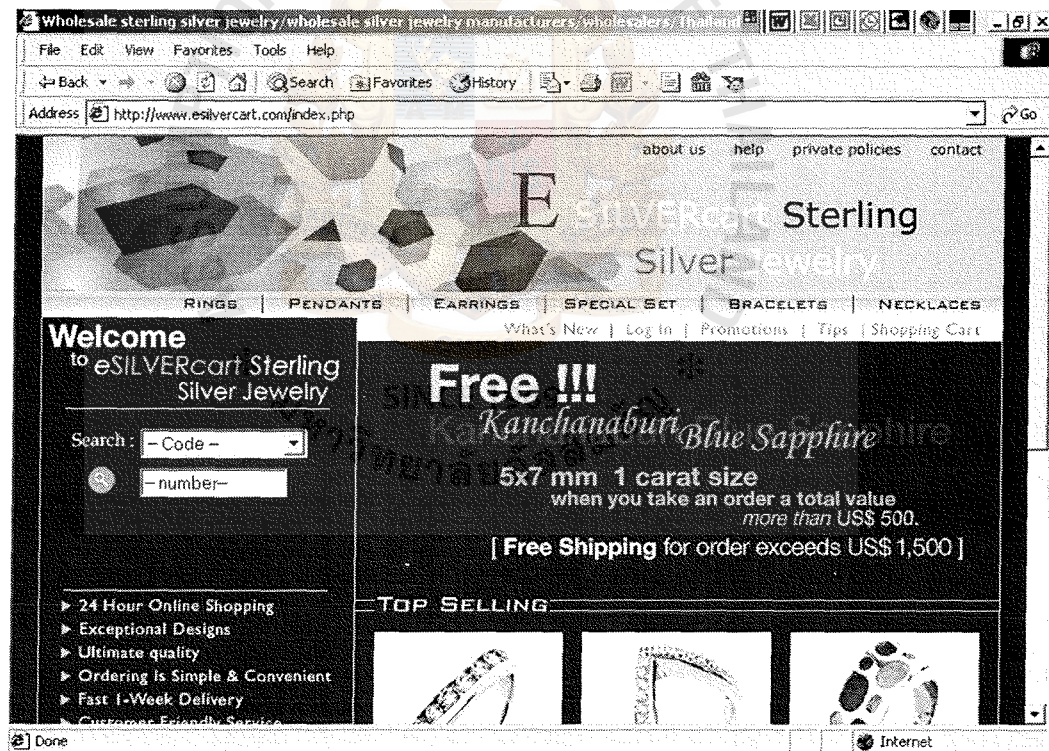 Wholesale sterling silver jewelry/wholesale silver jewelry manufacturers/wholesalers/Thailand
File Edit View Favorites Tools Help
Back Search Favorites History
Address http://www.esilvercart.com/index.php Go
about us help private policies contact
E SILVERcart Sterling
Silver Jewelry
RINGS | PENDANTS | EARRINGS | SPECIAL SET | BRACELETS | NECKLACES
What's New | Log In | Promotions | Tips | Shopping Cart
Welcome
to eSILVERcart Sterling
Silver Jewelry
Search : – Code –
– number–
Free !!!
Kanchanaburi Blue Sapphire
5x7 mm 1 carat size
when you take an order a total value
more than US$ 500.
[ Free Shipping for order exceeds US$ 1,500 ]
24 Hour Online Shopping
Exceptional Designs
Ultimate quality
Ordering is Simple & Convenient
Fast 1-Week Delivery
Customer Friendly Service
TOP SELLING
Done Internet